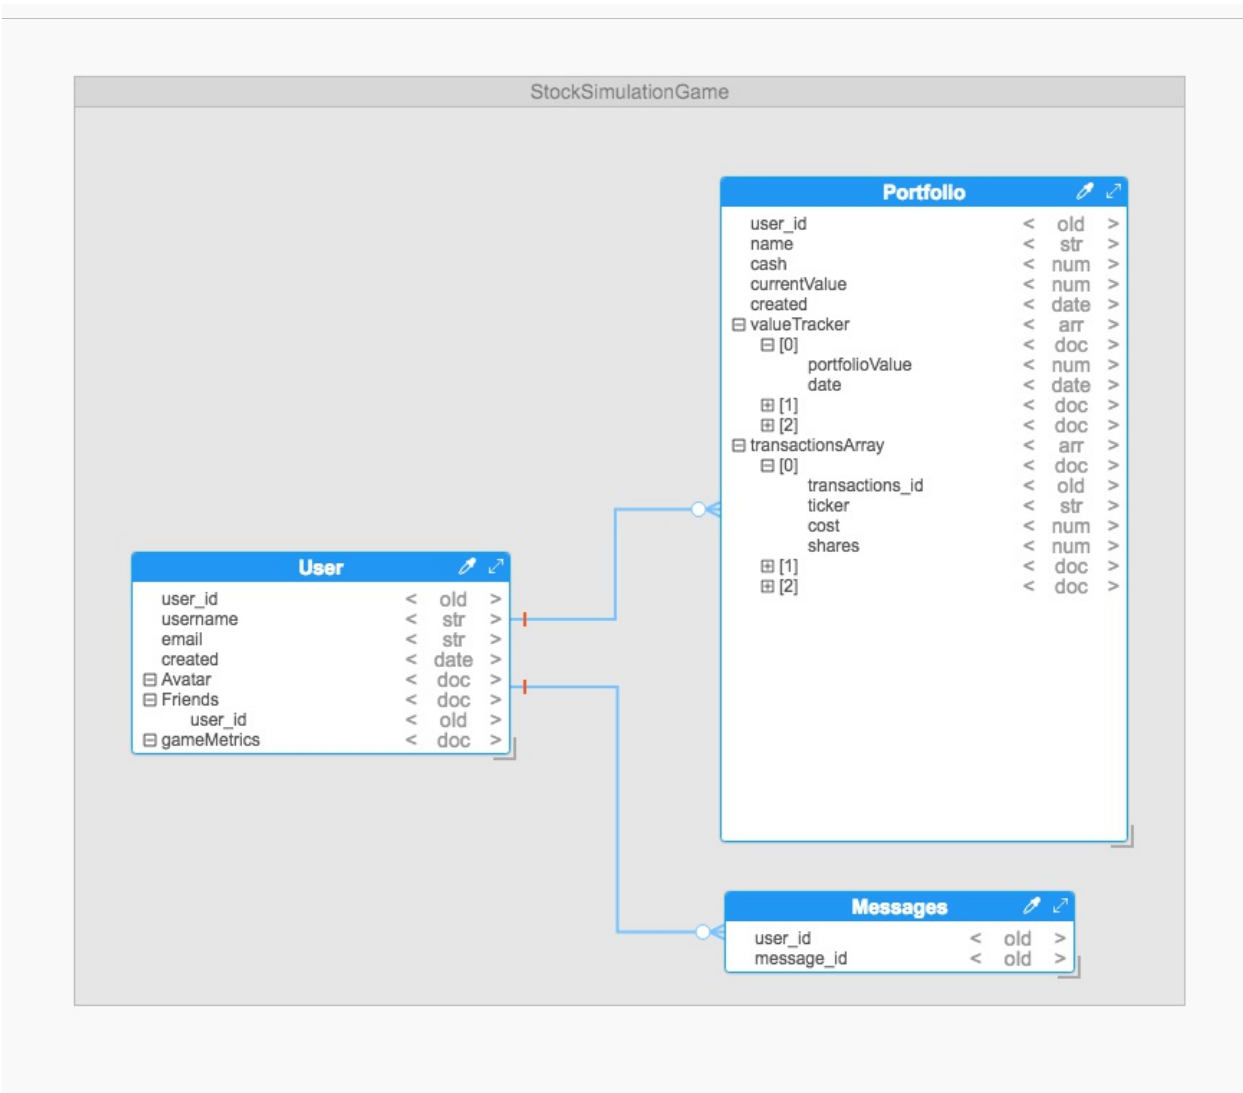 StockSimulationGame
Portfolio
user_id < oId >
name < str >
cash < num >
currentValue < num >
created < date >
valueTracker < arr >
[0] < doc >
portfolioValue < num >
date < date >
[1] < doc >
[2] < doc >
transactionsArray < arr >
[0] < doc >
transactions_id < oId >
ticker < str >
cost < num >
shares < num >
[1] < doc >
[2] < doc >
User
user_id < oId >
username < str >
email < str >
created < date >
Avatar < doc >
Friends < doc >
user_id < oId >
gameMetrics < doc >
Messages
user_id < oId >
message_id < oId >